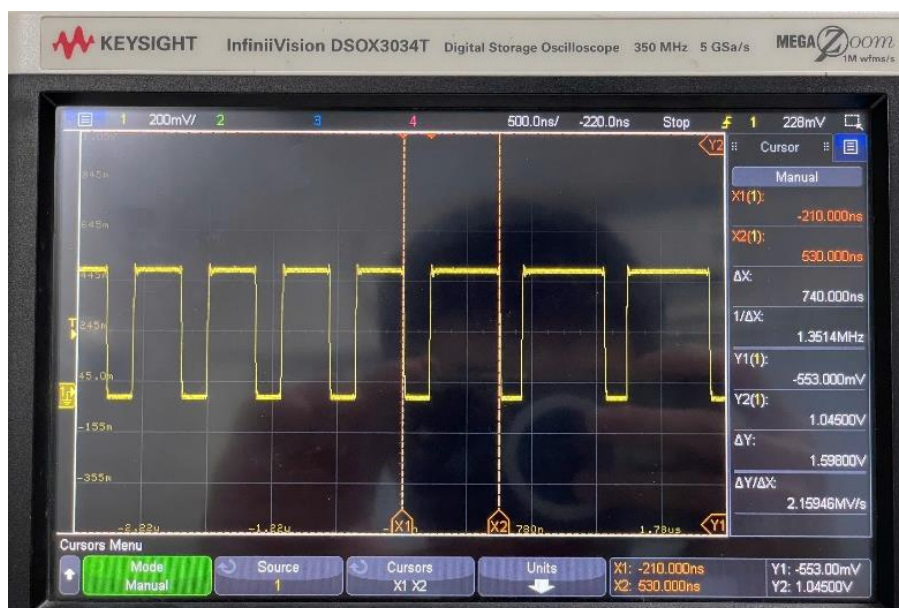 KEYSIGHT InfiniiVision DSOX3034T Digital Storage Oscilloscope 350 MHz 5 GSa/s MEGA Zoom
1M wfms/s
1 200mV/ 2 3 4 500.0ns/ -220.0ns Stop 1 228mV
Y2 Cursor
845m Manual
X1(1):
-210.000ns
645m X2(1):
530.000ns
445m ΔX:
740.000ns
T 245m 1/ΔX:
1.3514MHz
45.0m Y1(1):
-553.000mV
Y2(1):
1.04500V
-155m ΔY:
1.59800V
-355m ΔY/ΔX:
2.15946MV/s
-2.22u -1.22u X1 X2 780n 1.78us Y1
Cursors Menu
Mode Source Cursors Units X1: -210.000ns Y1: -553.00mV
Manual 1 X1 X2 X2: 530.000ns Y2: 1.04500V